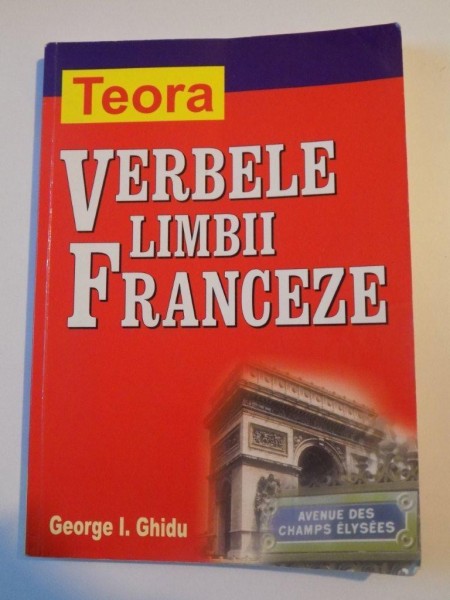 Teora
VERBELE
LIMBII
FRANCEZE
AVENUE DES
CHAMPS ÉLYSÉES
George I. Ghidu